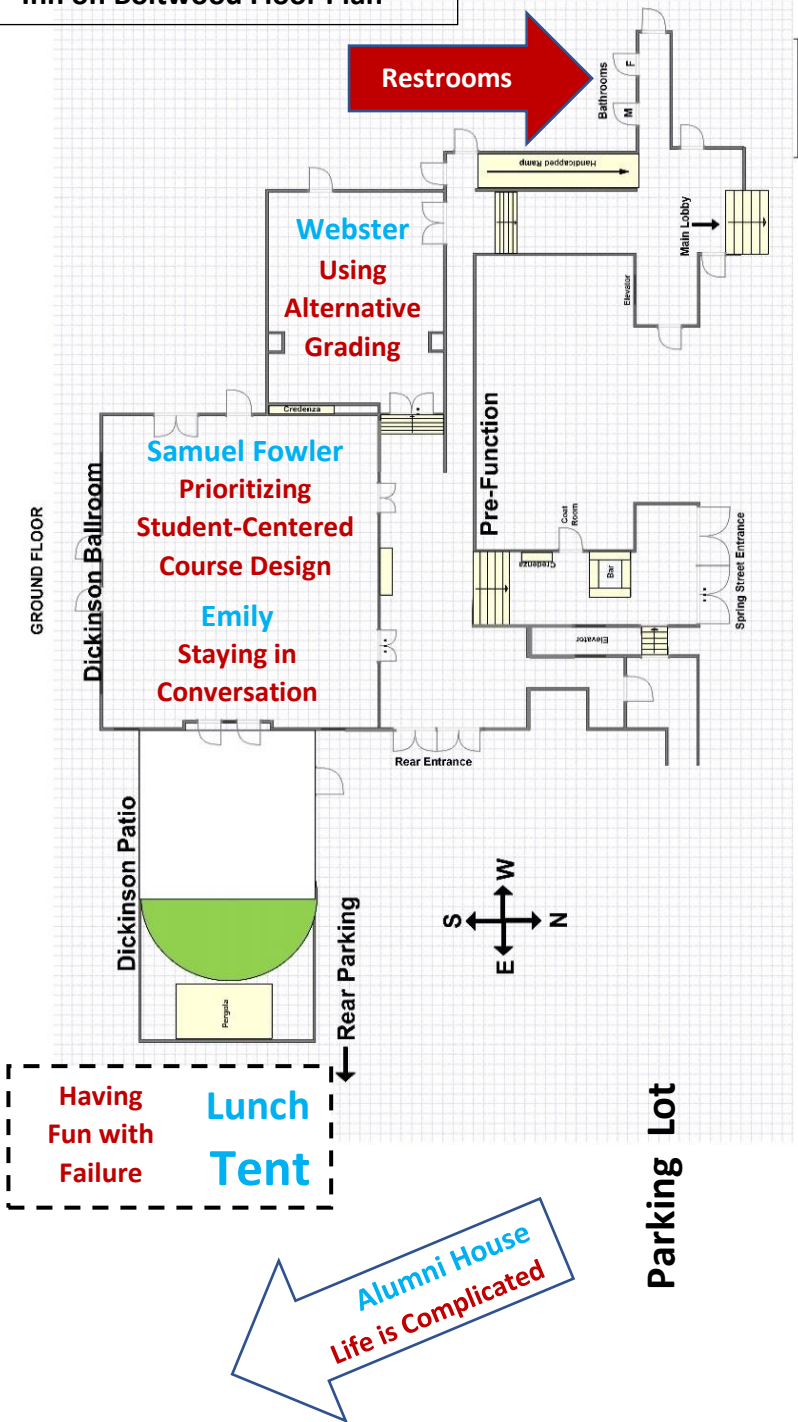 Inn on Boltwood Floor Plan
Restrooms
Bathrooms
F
M
Handicapped Ramp
Main Lobby
Elevator
Webster
Using
Alternative
Grading
Credenza
Pre-Function
GROUND FLOOR
Dickinson Ballroom
Samuel Fowler
Prioritizing
Student-Centered
Course Design
Emily
Staying in
Conversation
Coat
Room
Credenza
Bar
Spring Street Entrance
Elevator
Rear Entrance
Dickinson Patio
Pergola
Rear Parking
S
W
E
N
Having
Fun with
Failure
Lunch
Tent
Parking Lot
Alumni House
Life is Complicated